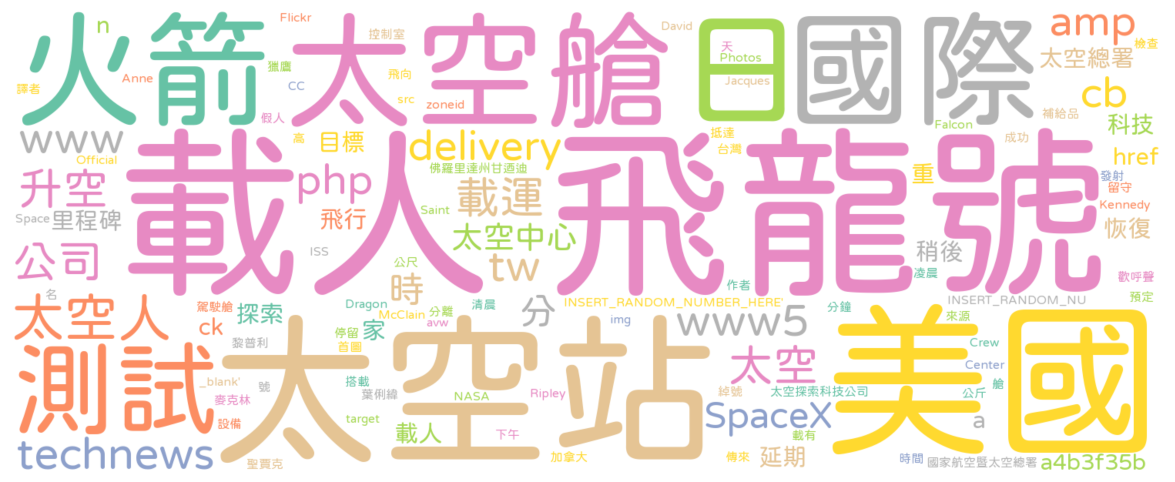 火箭
太空艙
日
國際
n
Flickr
控制室
David
天
Photos
Jacques
amp
檢查
太空總署
譯者
Anne
獵鷹
CC
飛向
src
zoneid
假人
cb
補給品
www
Official
高
目標
delivery
抵達
台灣
Falcon
成功
科技
href
載人飛龍號
升空
php
佛羅里達州甘迺迪
載運
重
發射
留守
Kennedy
Space
里程碑
飛行
Saint
太空中心
恢復
稍後
公司
ISS
公尺
tw
凌晨
歡呼聲
名
時
作者
預定
太空人
駕駛艙
ck
探索
Dragon
McClain
分離
avw
清晨
分
INSERT_RANDOM_NUMBER_HERE'
img
www5
分鐘
INSERT_RANDOM_NU
來源
黎普利
停留
首圖
家
測試
太空站
太空
美國
Crew
Center
艙
_blank'
號
搭載
葉俐緯
NASA
Ripley
綽號
太空探索科技公司
公斤
麥克林
設備
target
載人
下午
SpaceX
載有
a
technews
聖賈克
加拿大
傳來
延期
時間
國家航空暨太空總署
a4b3f35b